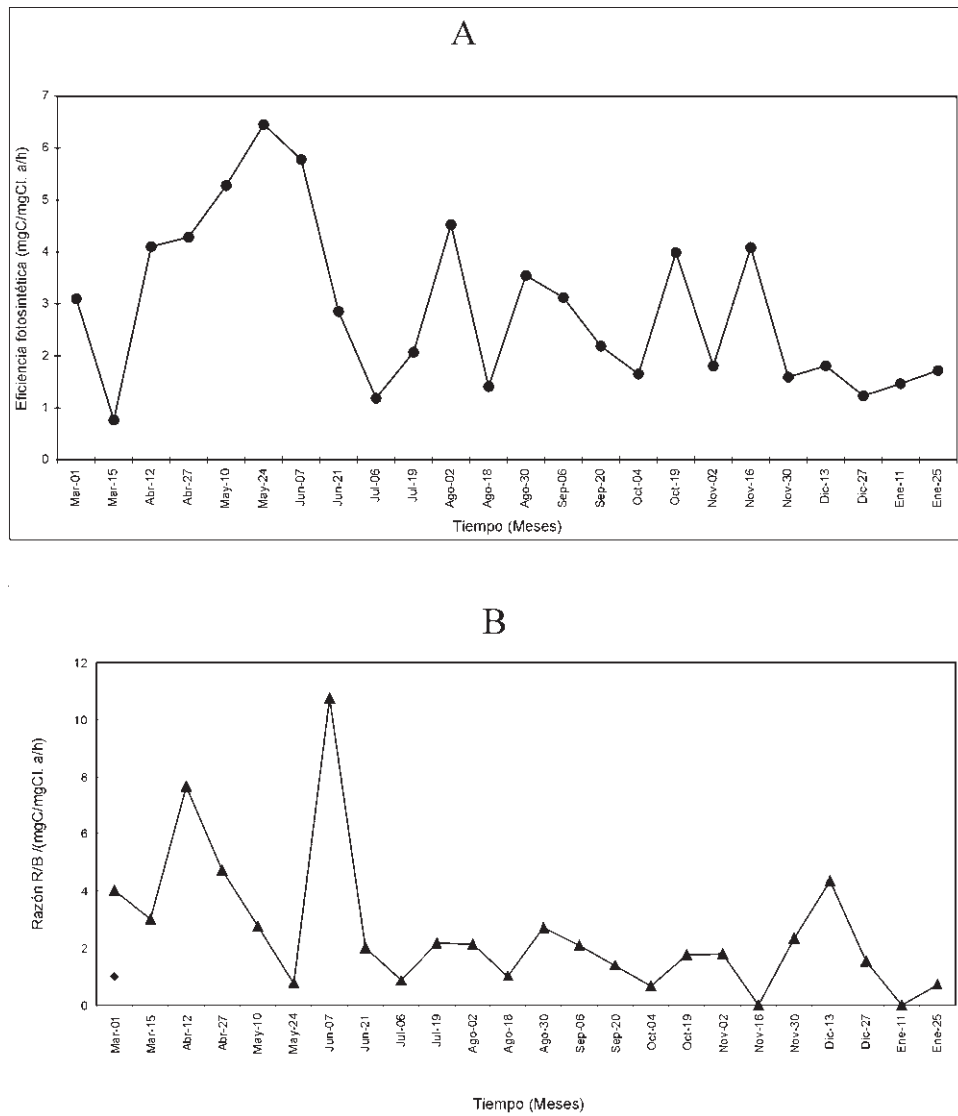 A
Eficiencia fotosintética (mgC/mgCl. a/h)
7
6
5
4
3
2
1
0
Mar-01
Mar-15
Abr-12
Abr-27
May-10
May-24
Jun-07
Jun-21
Jul-06
Jul-19
Ago-02
Ago-18
Ago-30
Sep-06
Sep-20
Oct-04
Oct-19
Nov-02
Nov-16
Nov-30
Dic-13
Dic-27
Ene-11
Ene-25
Tiempo (Meses)
B
Razón R/B /(mgC/mgCl. a/h)
12
10
8
6
4
2
0
Mar-01
Mar-15
Abr-12
Abr-27
May-10
May-24
Jun-07
Jun-21
Jul-06
Jul-19
Ago-02
Ago-18
Ago-30
Sep-06
Sep-20
Oct-04
Oct-19
Nov-02
Nov-16
Nov-30
Dic-13
Dic-27
Ene-11
Ene-25
Tiempo (Meses)